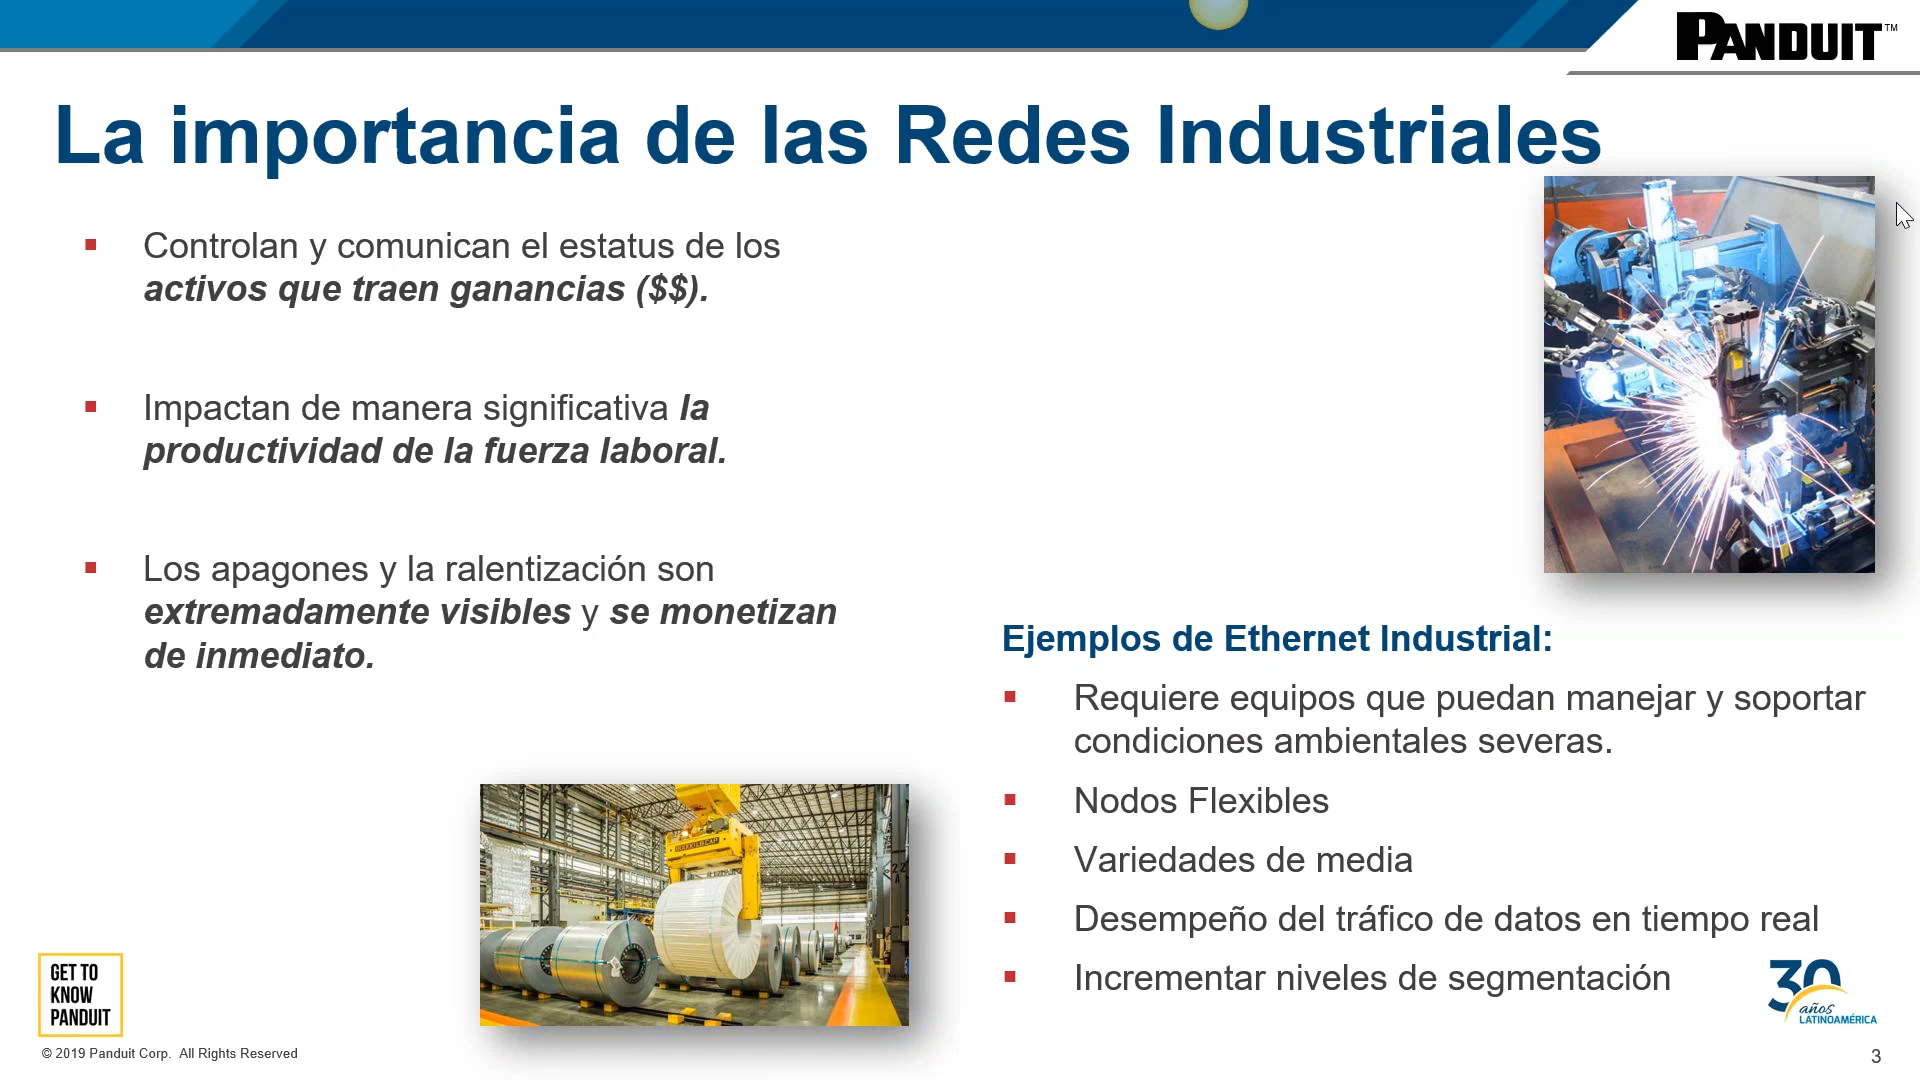 PANDUIT™
La importancia de las Redes Industriales
▪ Controlan y comunican el estatus de los
activos que traen ganancias ($$).
▪ Impactan de manera significativa la
productividad de la fuerza laboral.
▪ Los apagones y la ralentización son
extremadamente visibles y se monetizan
de inmediato.
Ejemplos de Ethernet Industrial:
▪ Requiere equipos que puedan manejar y soportar
condiciones ambientales severas.
▪ Nodos Flexibles
▪ Variedades de media
▪ Desempeño del tráfico de datos en tiempo real
▪ Incrementar niveles de segmentación
22
A
GET TO
KNOW
PANDUIT
30
años
LATINOAMÉRICA
© 2019 Panduit Corp. All Rights Reserved
3